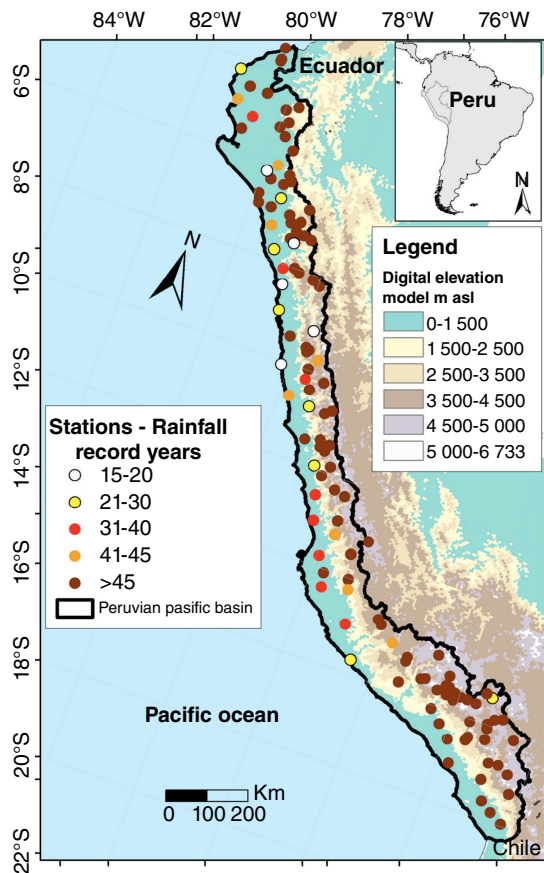 80°W
79°W
78°W
77°W
76°W
6°S
8°S
10°S
12°S
14°S
16°S
18°S
20°S
22°S
Ecuador
Peru
N
N
Legend
Digital elevation
model m asl
0-1 500
1 500-2 500
2 500-3 500
3 500-4 500
4 500-5 000
5 000-6 733
Stations - Rainfall
record years
15-20
21-30
31-40
41-45
>45
Peruvian pasific basin
Pacific ocean
Km
0 100 200
Chile